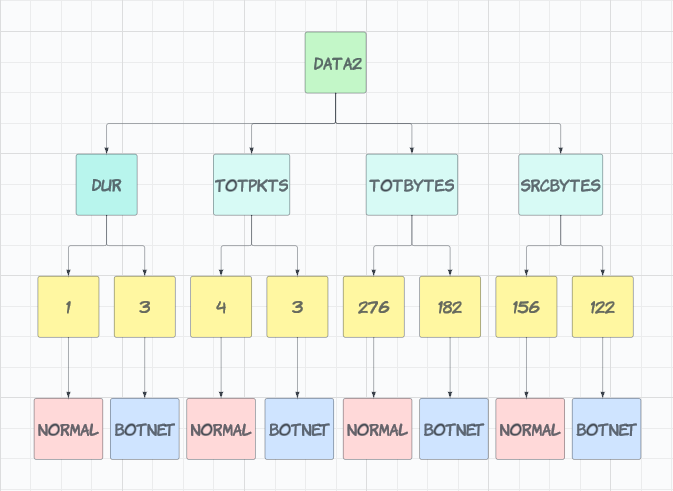 DATA2
DUR TOTPKTS TOTBYTES SRCBYTES
1 3 4 3 276 182 156 122
NORMAL BOTNET NORMAL BOTNET NORMAL BOTNET NORMAL BOTNET